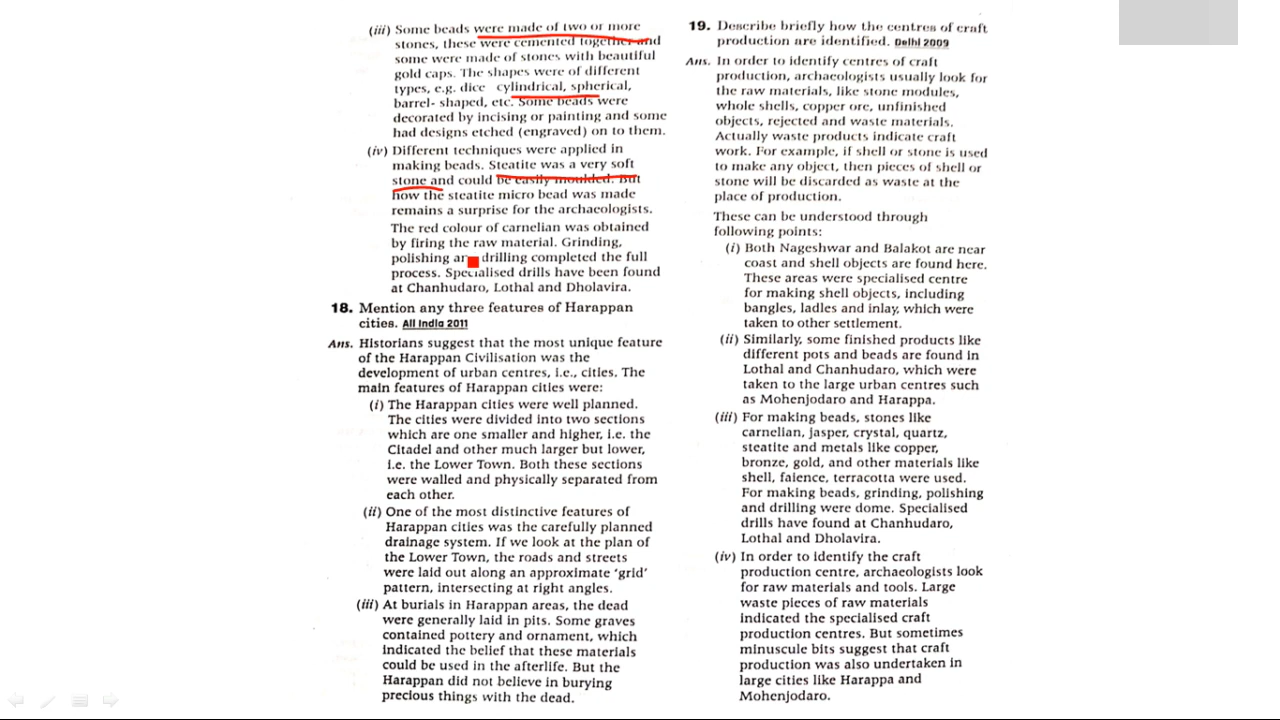 (iii) Some beads were made of two or more
stones, these were cemented together and
some were made of stones with beautiful
gold caps. The shapes were of different
types, e.g. dice cylindrical, spherical,
barrel- shaped, etc. Some beads were
decorated by incising or painting and some
had designs etched (engraved) on to them.
(iv) Different techniques were applied in
making beads. Steatite was a very soft
stone and could be easily moulded. But
how the steatite micro bead was made
remains a surprise for the archaeologists.
The red colour of carnelian was obtained
by firing the raw material. Grinding,
polishing and drilling completed the full
process. Specialised drills have been found
at Chanhudaro, Lothal and Dholavira.
18. Mention any three features of Harappan
cities. All India 2011
Ans. Historians suggest that the most unique feature
of the Harappan Civilisation was the
development of urban centres, i.e., cities. The
main features of Harappan cities were:
(i) The Harappan cities were well planned.
The cities were divided into two sections
which are one smaller and higher, i.e. the
Citadel and other much larger but lower,
i.e. the Lower Town. Both these sections
were walled and physically separated from
each other.
(ii) One of the most distinctive features of
Harappan cities was the carefully planned
drainage system. If we look at the plan of
the Lower Town, the roads and streets
were laid out along an approximate 'grid'
pattern, intersecting at right angles.
(iii) At burials in Harappan areas, the dead
were generally laid in pits. Some graves
contained pottery and ornament, which
indicated the belief that these materials
could be used in the afterlife. But the
Harappan did not believe in burying
precious things with the dead.
19. Describe briefly how the centres of craft
production are identified. Delhi 2009
Ans. In order to identify centres of craft
production, archaeologists usually look for
the raw materials, like stone modules,
whole shells, copper ore, unfinished
objects, rejected and waste materials.
Actually waste products indicate craft
work. For example, if shell or stone is used
to make any object, then pieces of shell or
stone will be discarded as waste at the
place of production.
These can be understood through
following points:
(i) Both Nageshwar and Balakot are near
coast and shell objects are found here.
These areas were specialised centre
for making shell objects, including
bangles, ladles and inlay, which were
taken to other settlement.
(ii) Similarly, some finished products like
different pots and beads are found in
Lothal and Chanhudaro, which were
taken to the large urban centres such
as Mohenjodaro and Harappa.
(iii) For making beads, stones like
carnelian, jasper, crystal, quartz,
steatite and metals like copper,
bronze, gold, and other materials like
shell, faience, terracotta were used.
For making beads, grinding, polishing
and drilling were dome. Specialised
drills have found at Chanhudaro,
Lothal and Dholavira.
(iv) In order to identify the craft
production centre, archaeologists look
for raw materials and tools. Large
waste pieces of raw materials
indicated the specialised craft
production centres. But sometimes
minuscule bits suggest that craft
production was also undertaken in
large cities like Harappa and
Mohenjodaro.